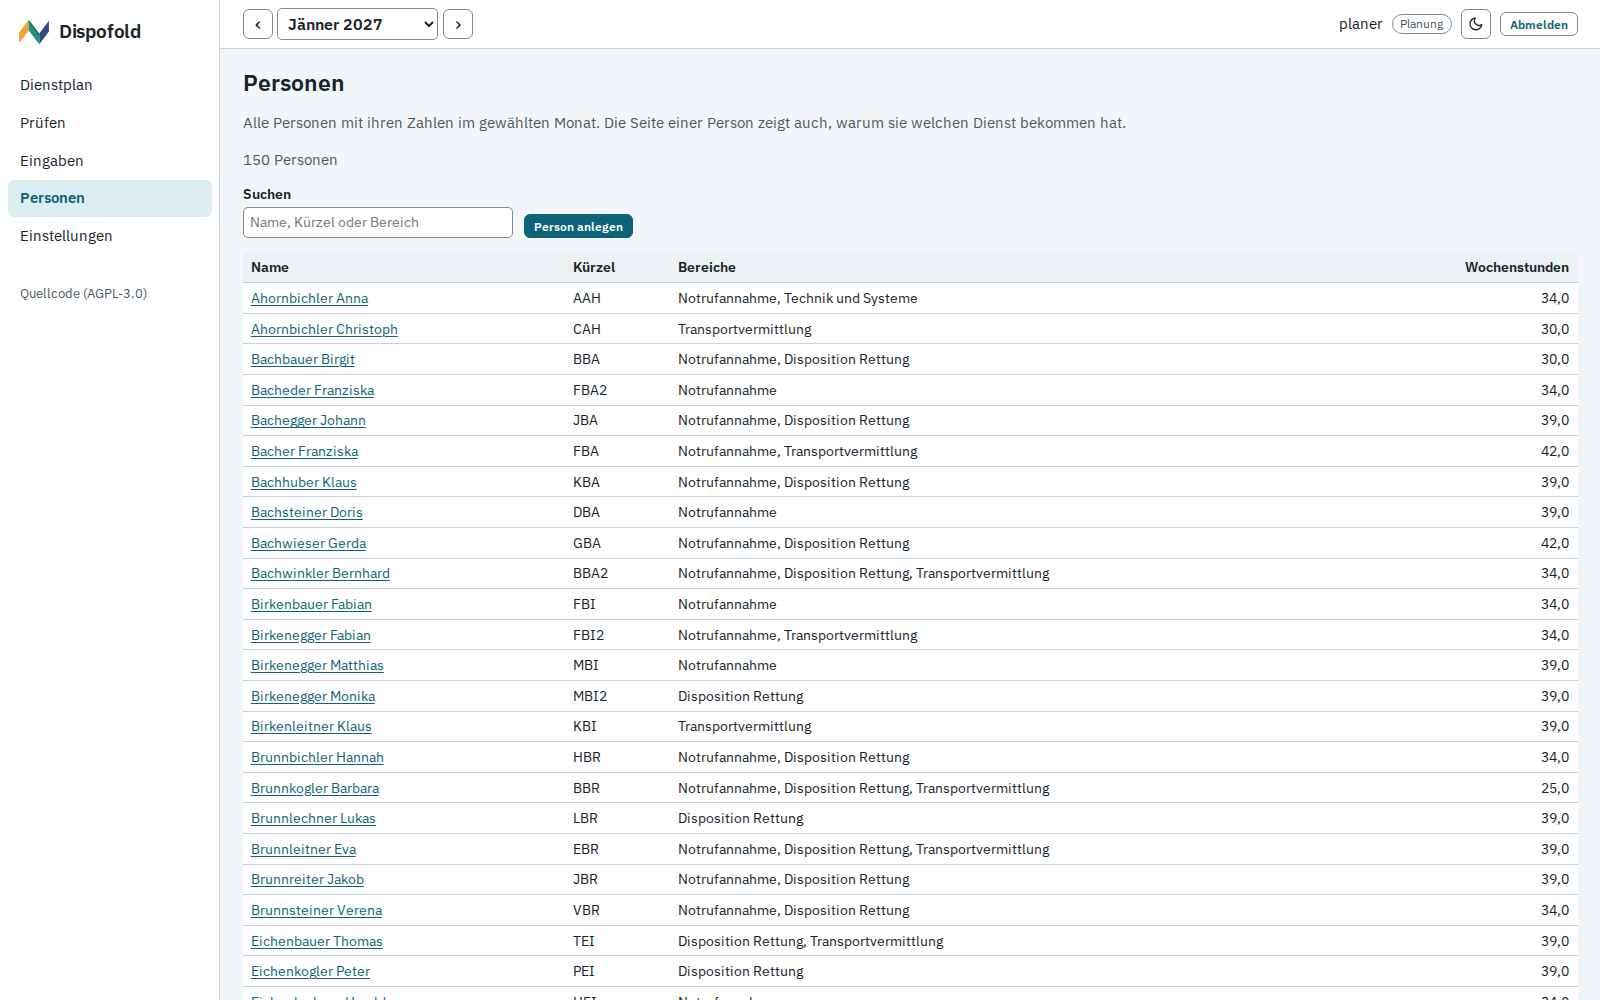 Dispofold
Dienstplan
Prüfen
Eingaben
Personen
Einstellungen
Quellcode (AGPL-3.0)
‹ Jänner 2027 ›
planer Planung Abmelden
Personen
Alle Personen mit ihren Zahlen im gewählten Monat. Die Seite einer Person zeigt auch, warum sie welchen Dienst bekommen hat.
150 Personen
Suchen
Name, Kürzel oder Bereich Person anlegen
Name Kürzel Bereiche Wochenstunden
Ahornbichler Anna AAH Notrufannahme, Technik und Systeme 34,0
Ahornbichler Christoph CAH Transportvermittlung 30,0
Bachbauer Birgit BBA Notrufannahme, Disposition Rettung 30,0
Bacheder Franziska FBA2 Notrufannahme 34,0
Bachegger Johann JBA Notrufannahme, Disposition Rettung 39,0
Bacher Franziska FBA Notrufannahme, Transportvermittlung 42,0
Bachhuber Klaus KBA Notrufannahme, Disposition Rettung 39,0
Bachsteiner Doris DBA Notrufannahme 39,0
Bachwieser Gerda GBA Notrufannahme, Disposition Rettung 42,0
Bachwinkler Bernhard BBA2 Notrufannahme, Disposition Rettung, Transportvermittlung 34,0
Birkenbauer Fabian FBI Notrufannahme 34,0
Birkenegger Fabian FBI2 Notrufannahme, Transportvermittlung 34,0
Birkenegger Matthias MBI Notrufannahme 39,0
Birkenegger Monika MBI2 Disposition Rettung 39,0
Birkenleitner Klaus KBI Transportvermittlung 39,0
Brunnbichler Hannah HBR Notrufannahme, Disposition Rettung 34,0
Brunnkogler Barbara BBR Notrufannahme, Disposition Rettung, Transportvermittlung 25,0
Brunnlechner Lukas LBR Disposition Rettung 39,0
Brunnleitner Eva EBR Notrufannahme, Disposition Rettung, Transportvermittlung 39,0
Brunnreiter Jakob JBR Notrufannahme, Disposition Rettung 39,0
Brunnsteiner Verena VBR Notrufannahme, Disposition Rettung 34,0
Eichenbauer Thomas TEI Disposition Rettung, Transportvermittlung 39,0
Eichenkogler Peter PEI Disposition Rettung 39,0